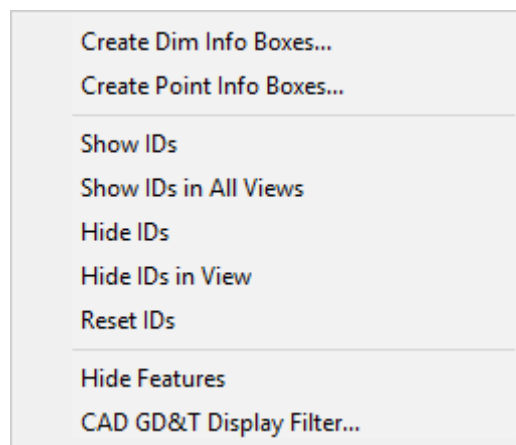 Create Dim Info Boxes...
Create Point Info Boxes...
Show IDs
Show IDs in All Views
Hide IDs
Hide IDs in View
Reset IDs
Hide Features
CAD GD&T Display Filter...